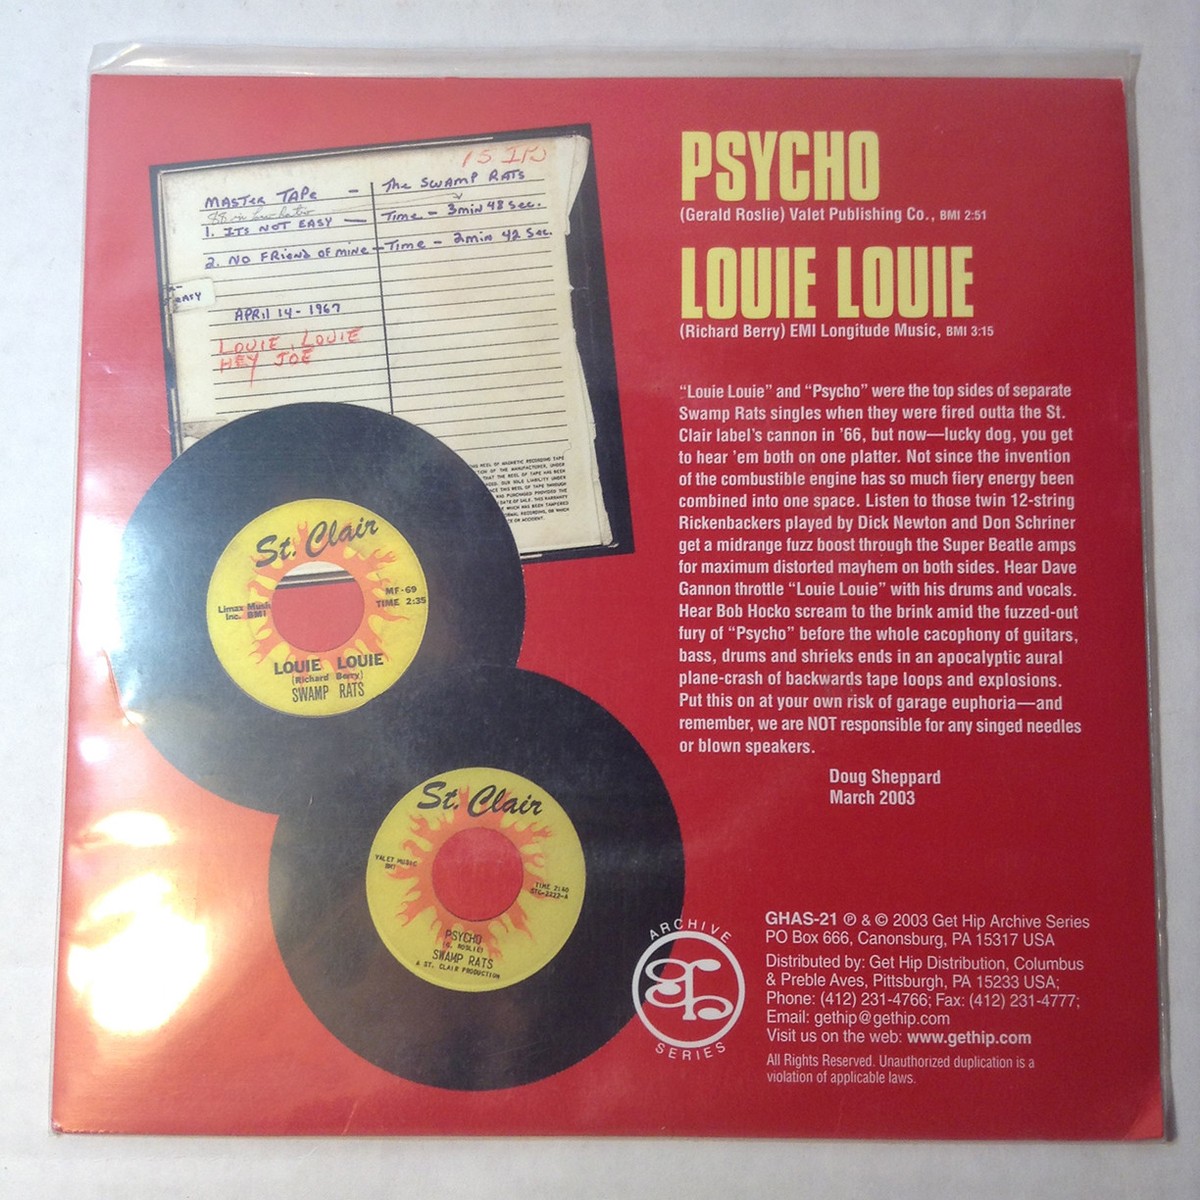 15 IPS
MASTER TAPE - The SWAMP RATS
1. ITS NOT EASY — Time - 3min 48 sec.
2. NO FRIEND OF MINE - Time - 2min 42 Sec.
EASY
APRIL 14 - 1967
LOUIE, LOUIE
HEY JOE
St. Clair
Limax Music
Inc. BMI
MF-69
TIME 2:35
LOUIE LOUIE
(Richard Berry)
SWAMP RATS
St. Clair
VALET MUSIC
BMI
TIME 2:40
STG-2222-A
PSYCHO
(G. ROSLIE)
SWAMP RATS
A ST. CLAIR PRODUCTION
PSYCHO
(Gerald Roslie) Valet Publishing Co., BMI 2:51
LOUIE LOUIE
(Richard Berry) EMI Longitude Music, BMI 3:15
“Louie Louie” and “Psycho” were the top sides of separate
Swamp Rats singles when they were fired outta the St.
Clair label’s cannon in ’66, but now—lucky dog, you get
to hear ’em both on one platter. Not since the invention
of the combustible engine has so much fiery energy been
combined into one space. Listen to those twin 12-string
Rickenbackers played by Dick Newton and Don Schriner
get a midrange fuzz boost through the Super Beatle amps
for maximum distorted mayhem on both sides. Hear Dave
Gannon throttle “Louie Louie” with his drums and vocals.
Hear Bob Hocko scream to the brink amid the fuzzed-out
fury of “Psycho” before the whole cacophony of guitars,
bass, drums and shrieks ends in an apocalyptic aural
plane-crash of backwards tape loops and explosions.
Put this on at your own risk of garage euphoria—and
remember, we are NOT responsible for any singed needles
or blown speakers.
Doug Sheppard
March 2003
ARCHIVE
SERIES
GHAS-21 ℗ & © 2003 Get Hip Archive Series
PO Box 666, Canonsburg, PA 15317 USA
Distributed by: Get Hip Distribution, Columbus
& Preble Aves, Pittsburgh, PA 15233 USA;
Phone: (412) 231-4766; Fax: (412) 231-4777;
Email: gethip@gethip.com
Visit us on the web: www.gethip.com
All Rights Reserved. Unauthorized duplication is a
violation of applicable laws.